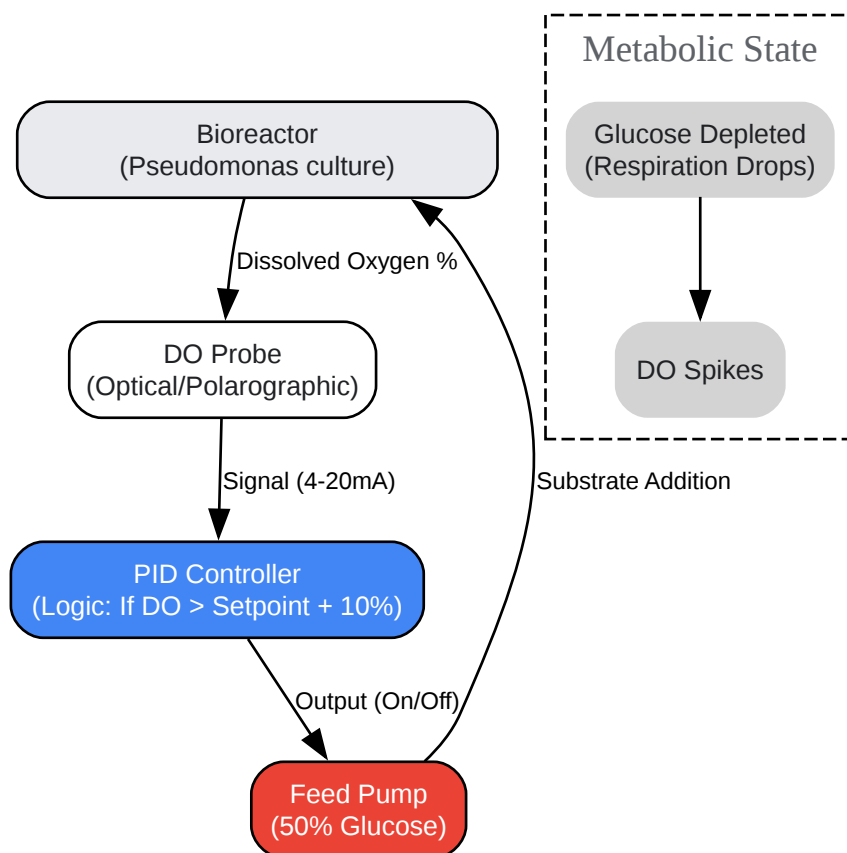 Metabolic State
Bioreactor
(Pseudomonas culture)
Glucose Depleted
(Respiration Drops)
Dissolved Oxygen %
DO Probe
(Optical/Polarographic)
DO Spikes
Signal (4-20mA)
Substrate Addition
PID Controller
(Logic: If DO > Setpoint + 10%)
Output (On/Off)
Feed Pump
(50% Glucose)